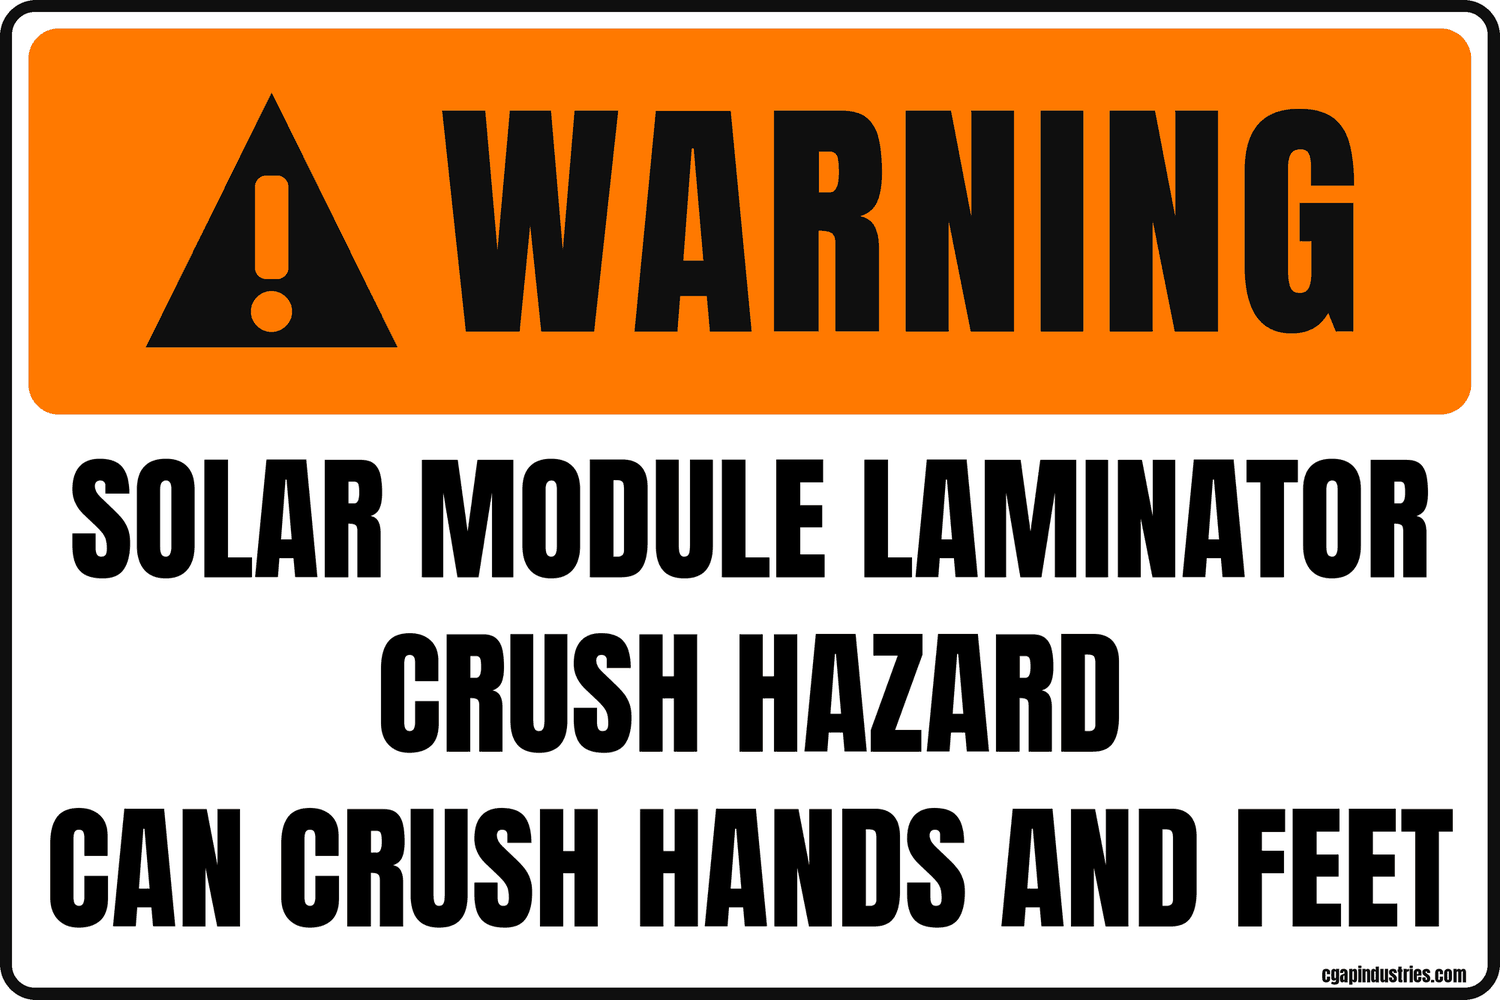 WARNING
SOLAR MODULE LAMINATOR
CRUSH HAZARD
CAN CRUSH HANDS AND FEET
cgapindustries.com